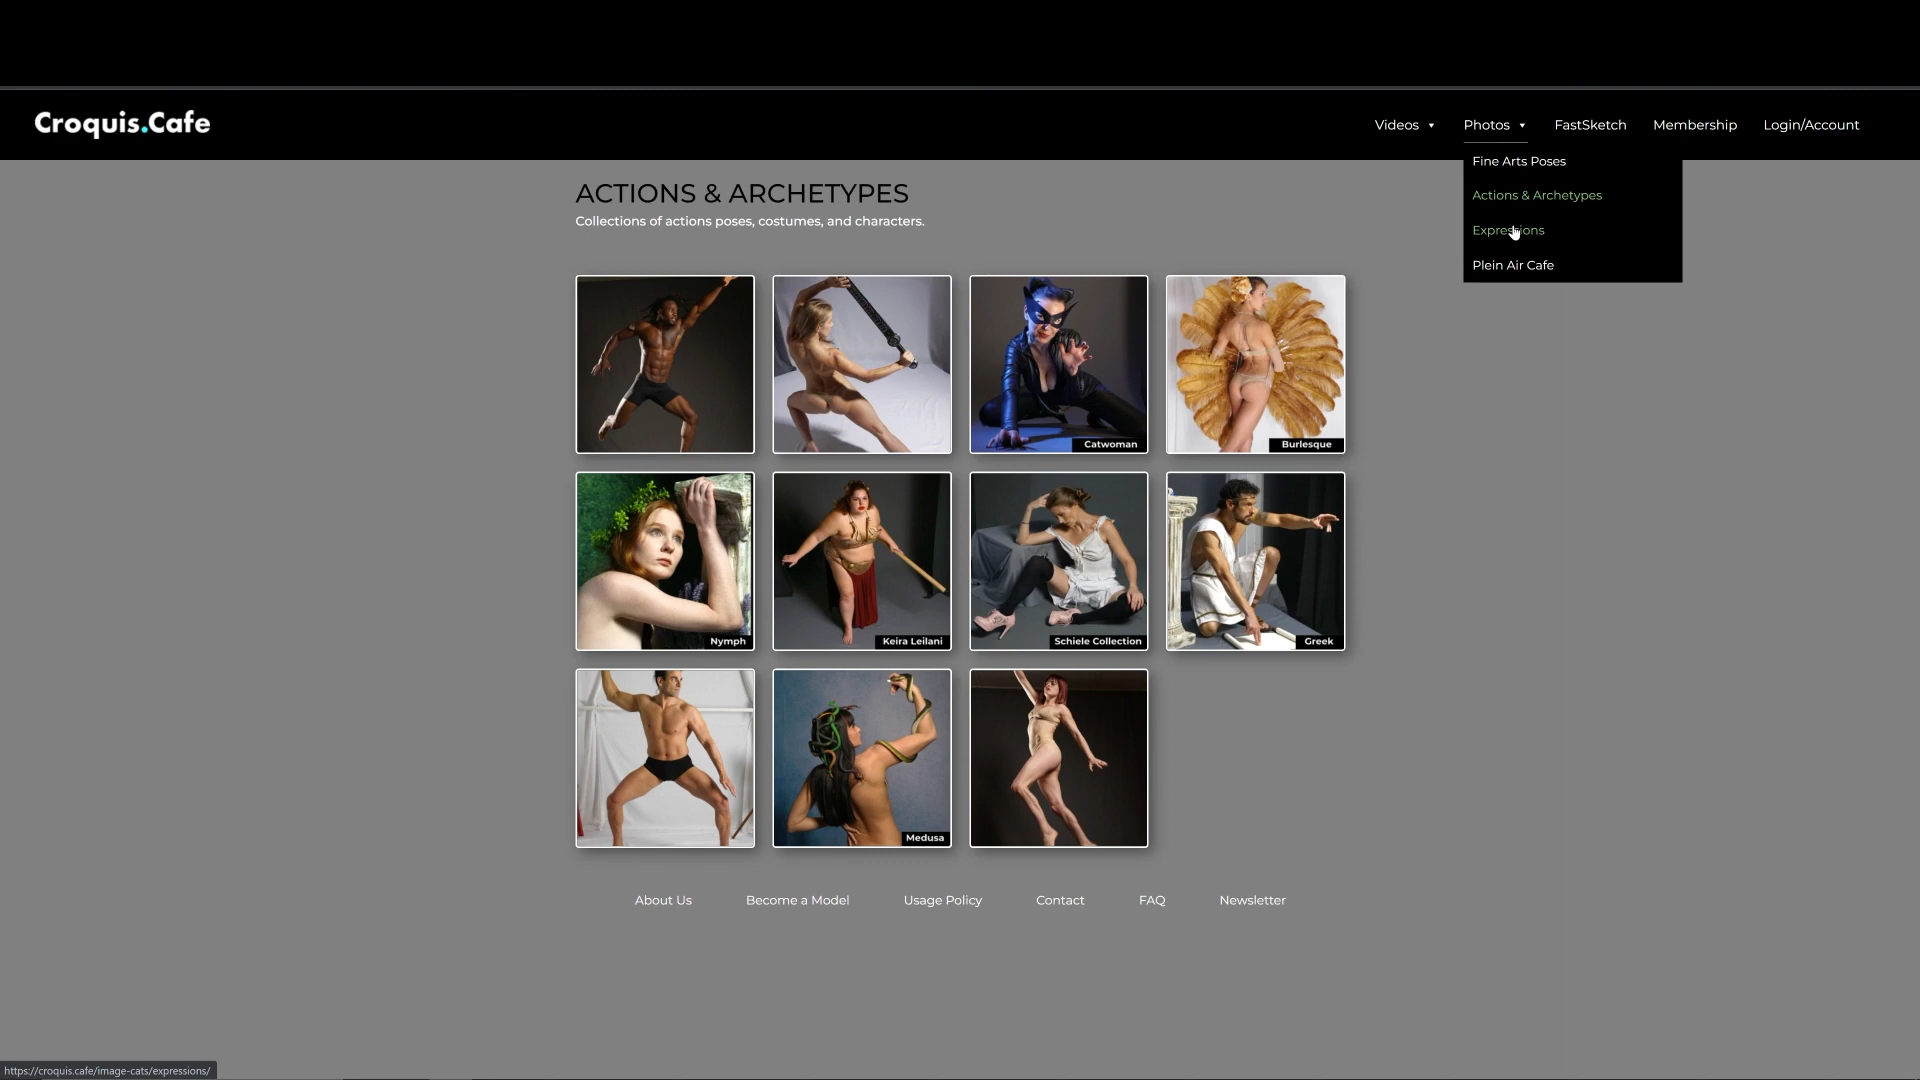 Croquis.Cafe
Videos
Photos
FastSketch
Membership
Login/Account
Fine Arts Poses
Actions & Archetypes
Expressions
Plein Air Cafe
ACTIONS & ARCHETYPES
Collections of actions poses, costumes, and characters.
Catwoman
Burlesque
Nymph
Keira Leilani
Schiele Collection
Greek
Medusa
About Us
Become a Model
Usage Policy
Contact
FAQ
Newsletter
https://croquis.cafe/image-cats/expressions/